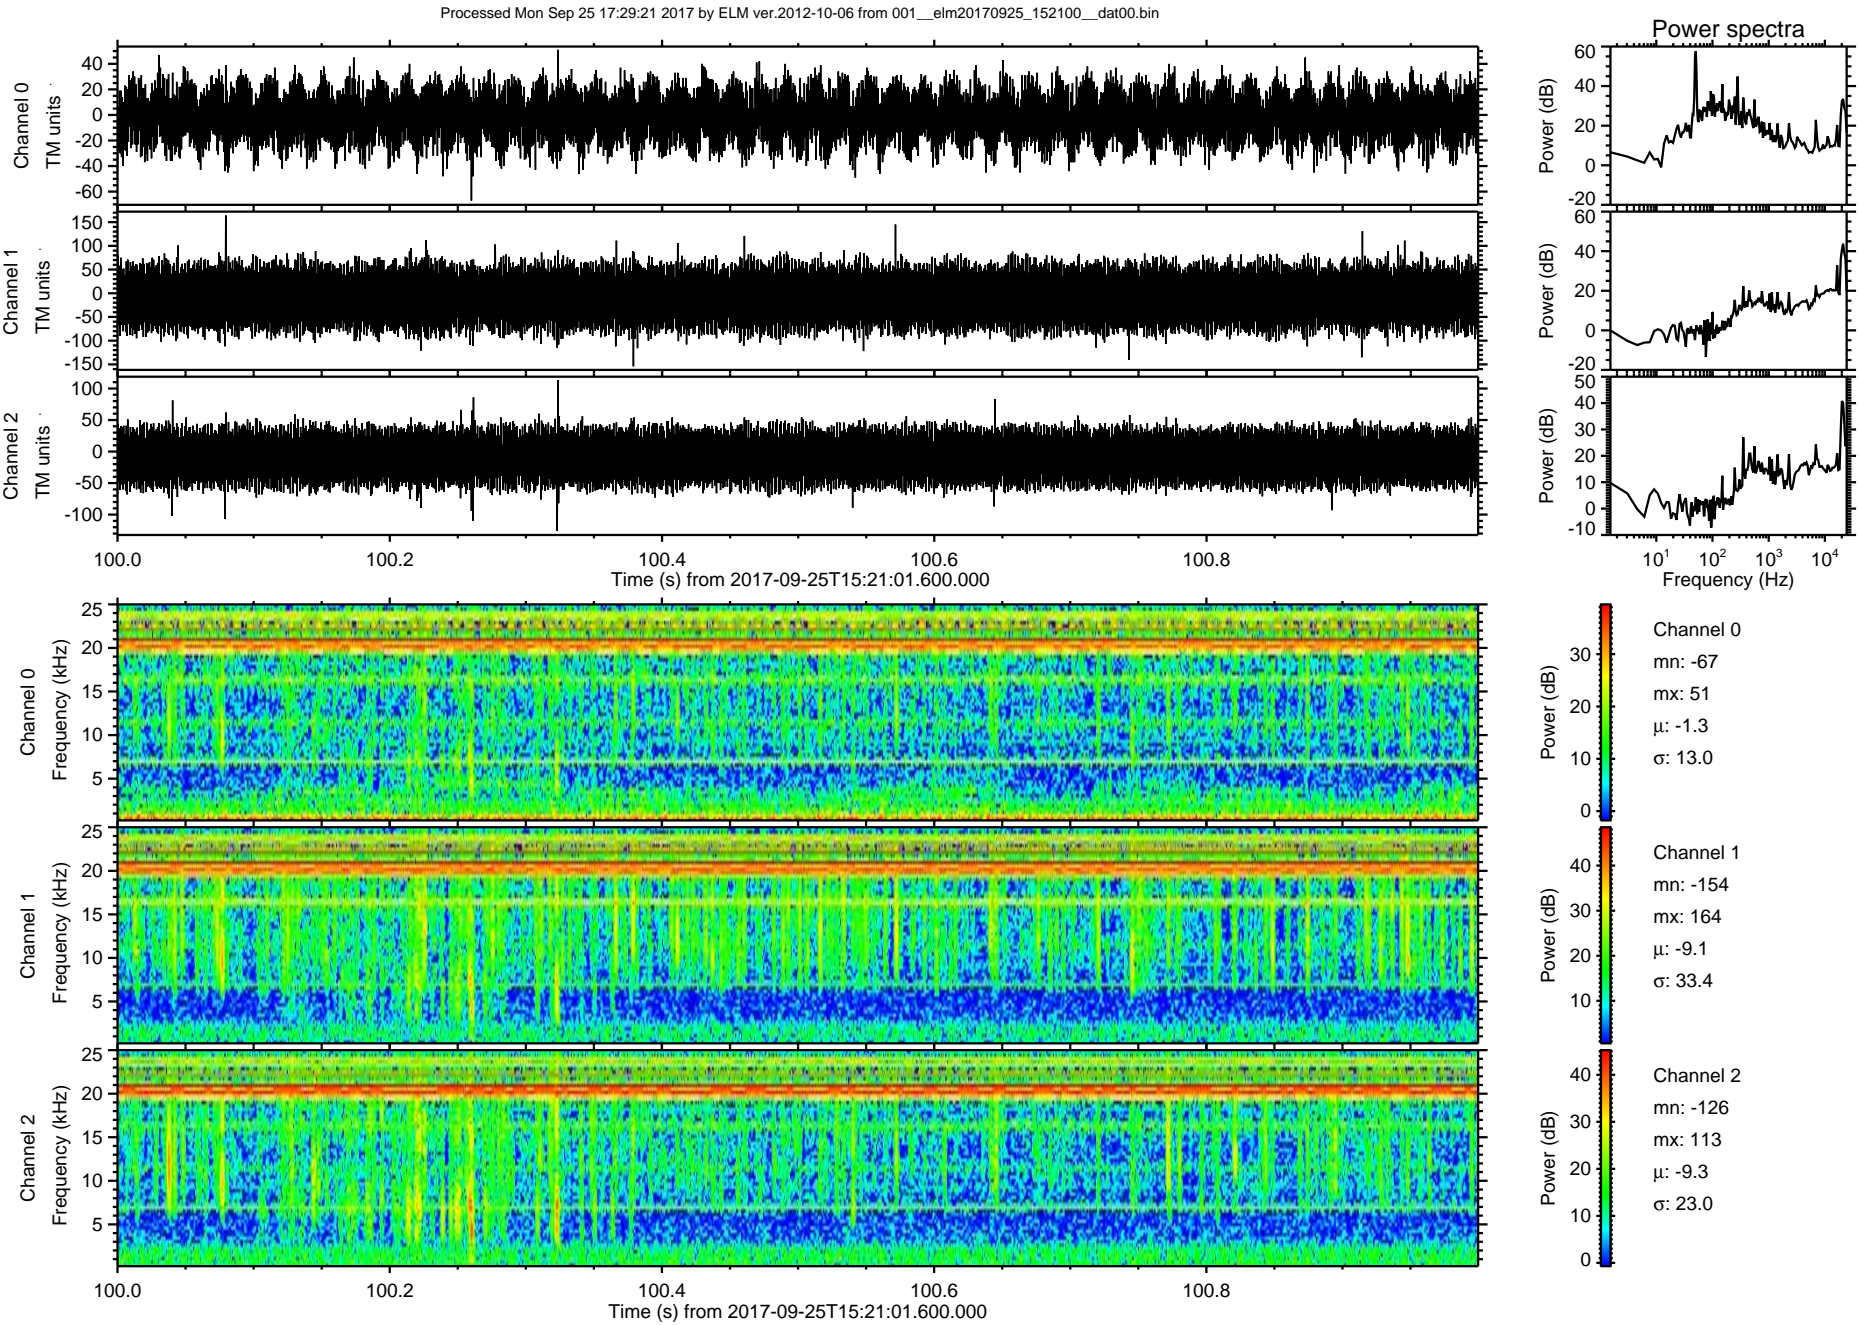 Processed Mon Sep 25 17:29:21 2017 by ELM ver.2012-10-06 from 001__elm20170925_152100__dat00.bin
Power spectra
Channel 0
TM units
40
20
0
-20
-40
-60
Power (dB)
60
40
20
0
-20
Channel 1
TM units
150
100
50
0
-50
-100
-150
Power (dB)
60
40
20
0
-20
Channel 2
TM units
100
50
0
-50
-100
Power (dB)
50
40
30
20
10
0
-10
100.0 100.2 100.4 100.6 100.8
Time (s) from 2017-09-25T15:21:01.600.000
10^1 10^2 10^3 10^4
Frequency (Hz)
Channel 0
Frequency (kHz)
25
20
15
10
5
Power (dB)
30
20
10
0
Channel 0
mn: -67
mx: 51
μ: -1.3
σ: 13.0
Channel 1
Frequency (kHz)
25
20
15
10
5
Power (dB)
40
30
20
10
Channel 1
mn: -154
mx: 164
μ: -9.1
σ: 33.4
Channel 2
Frequency (kHz)
25
20
15
10
5
Power (dB)
40
30
20
10
0
Channel 2
mn: -126
mx: 113
μ: -9.3
σ: 23.0
100.0 100.2 100.4 100.6 100.8
Time (s) from 2017-09-25T15:21:01.600.000